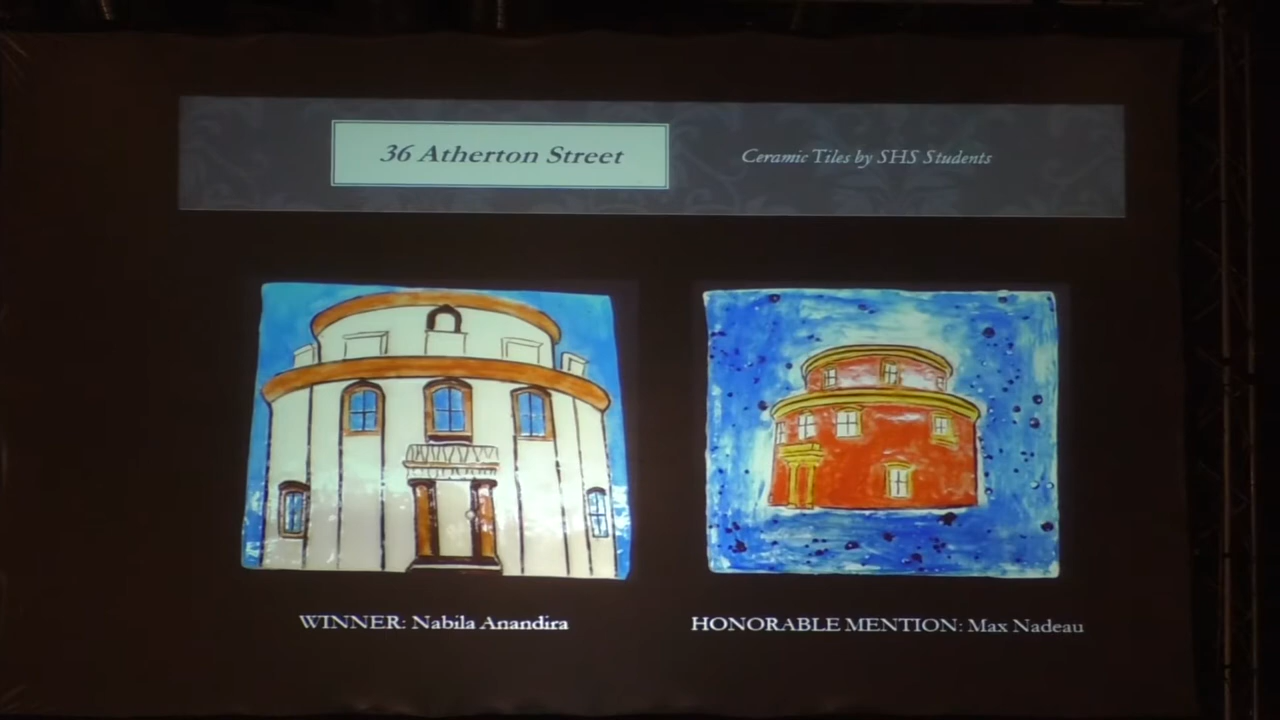 36 Atherton Street
Ceramic Tiles by SHS Students
WINNER: Nabila Anandira
HONORABLE MENTION: Max Nadeau